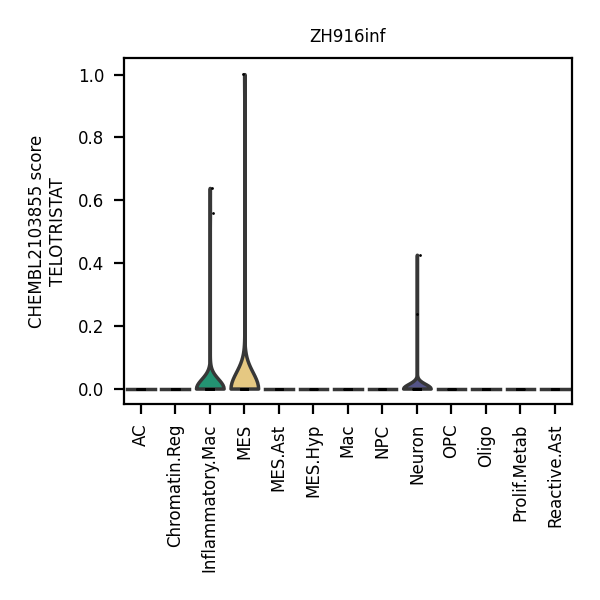 ZH916inf
CHEMBL2103855 score
TELOTRISTAT
1.0
0.8
0.6
0.4
0.2
0.0
AC
Chromatin.Reg
Inflammatory.Mac
MES
MES.Ast
MES.Hyp
Mac
NPC
Neuron
OPC
Oligo
Prolif.Metab
Reactive.Ast